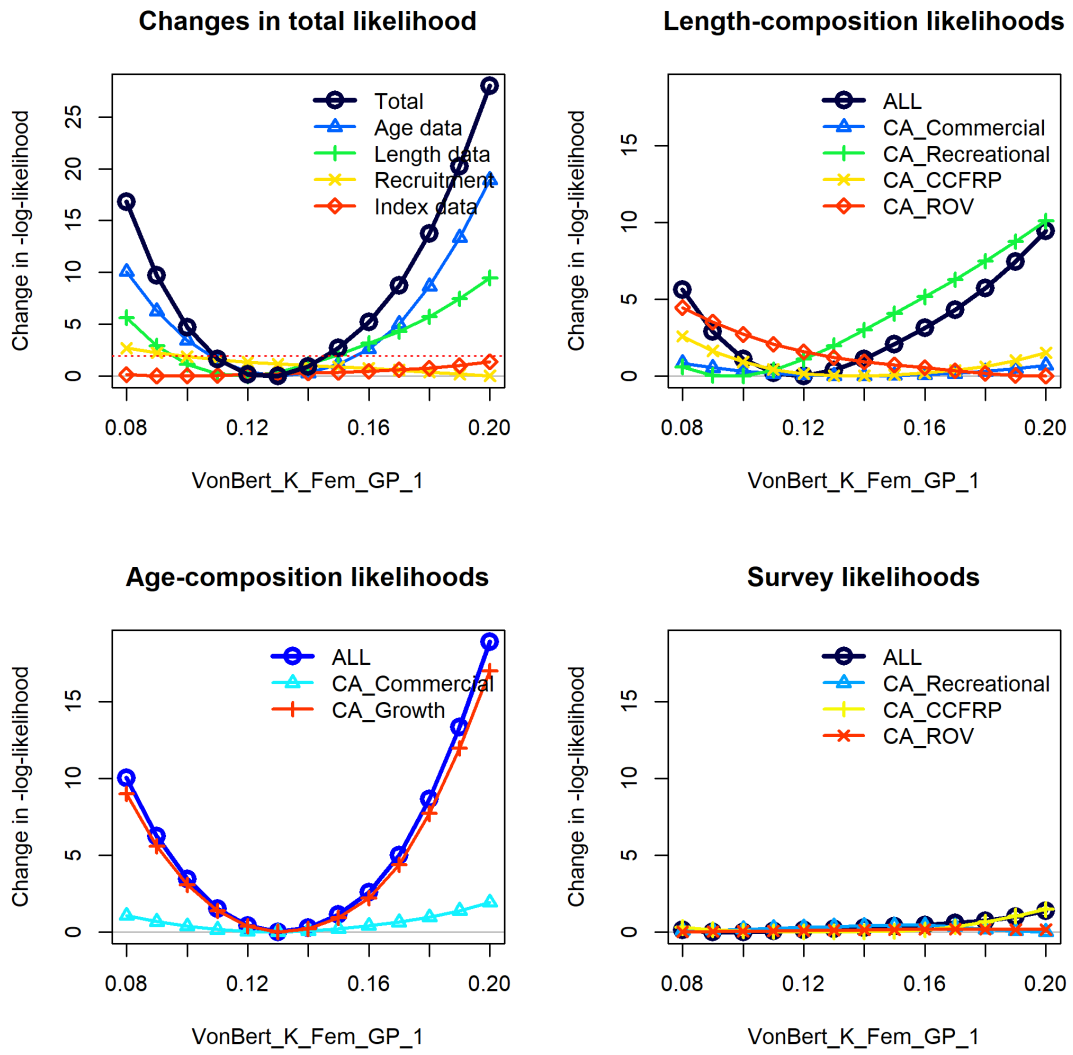 Changes in total likelihood
Change in -log-likelihood
25
20
15
10
5
0
Total
Age data
Length data
Recruitment
Index data
0.08
0.12
0.16
0.20
VonBert_K_Fem_GP_1
Length-composition likelihoods
Change in -log-likelihood
15
10
5
0
ALL
CA_Commercial
CA_Recreational
CA_CCFRP
CA_ROV
0.08
0.12
0.16
0.20
VonBert_K_Fem_GP_1
Age-composition likelihoods
Change in -log-likelihood
15
10
5
0
ALL
CA_Commercial
CA_Growth
0.08
0.12
0.16
0.20
VonBert_K_Fem_GP_1
Survey likelihoods
Change in -log-likelihood
15
10
5
0
ALL
CA_Recreational
CA_CCFRP
CA_ROV
0.08
0.12
0.16
0.20
VonBert_K_Fem_GP_1